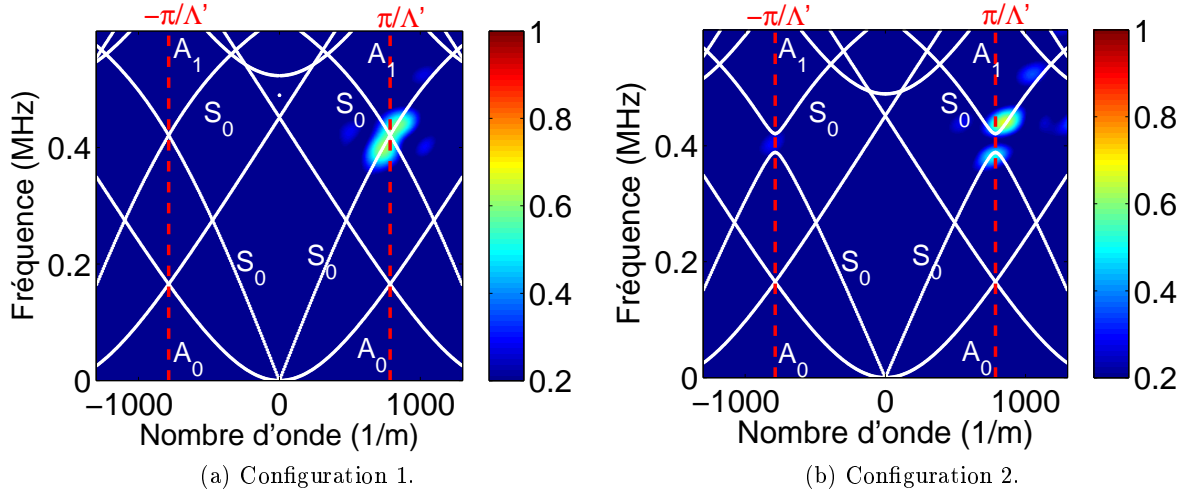 −π/Λ' π/Λ' −π/Λ' π/Λ'
1 1
A₁ A₁ A₁ A₁
S₀ S₀ S₀ S₀
0.8 0.8
Fréquence (MHz) 0.4 Fréquence (MHz) 0.4
0.6 0.6
0.2 S₀ S₀ 0.4 0.2 S₀ S₀ 0.4
A₀ A₀ A₀ A₀
0 0.2 0 0.2
−1000 0 1000 −1000 0 1000
Nombre d'onde (1/m) Nombre d'onde (1/m)
(a) Configuration 1. (b) Configuration 2.